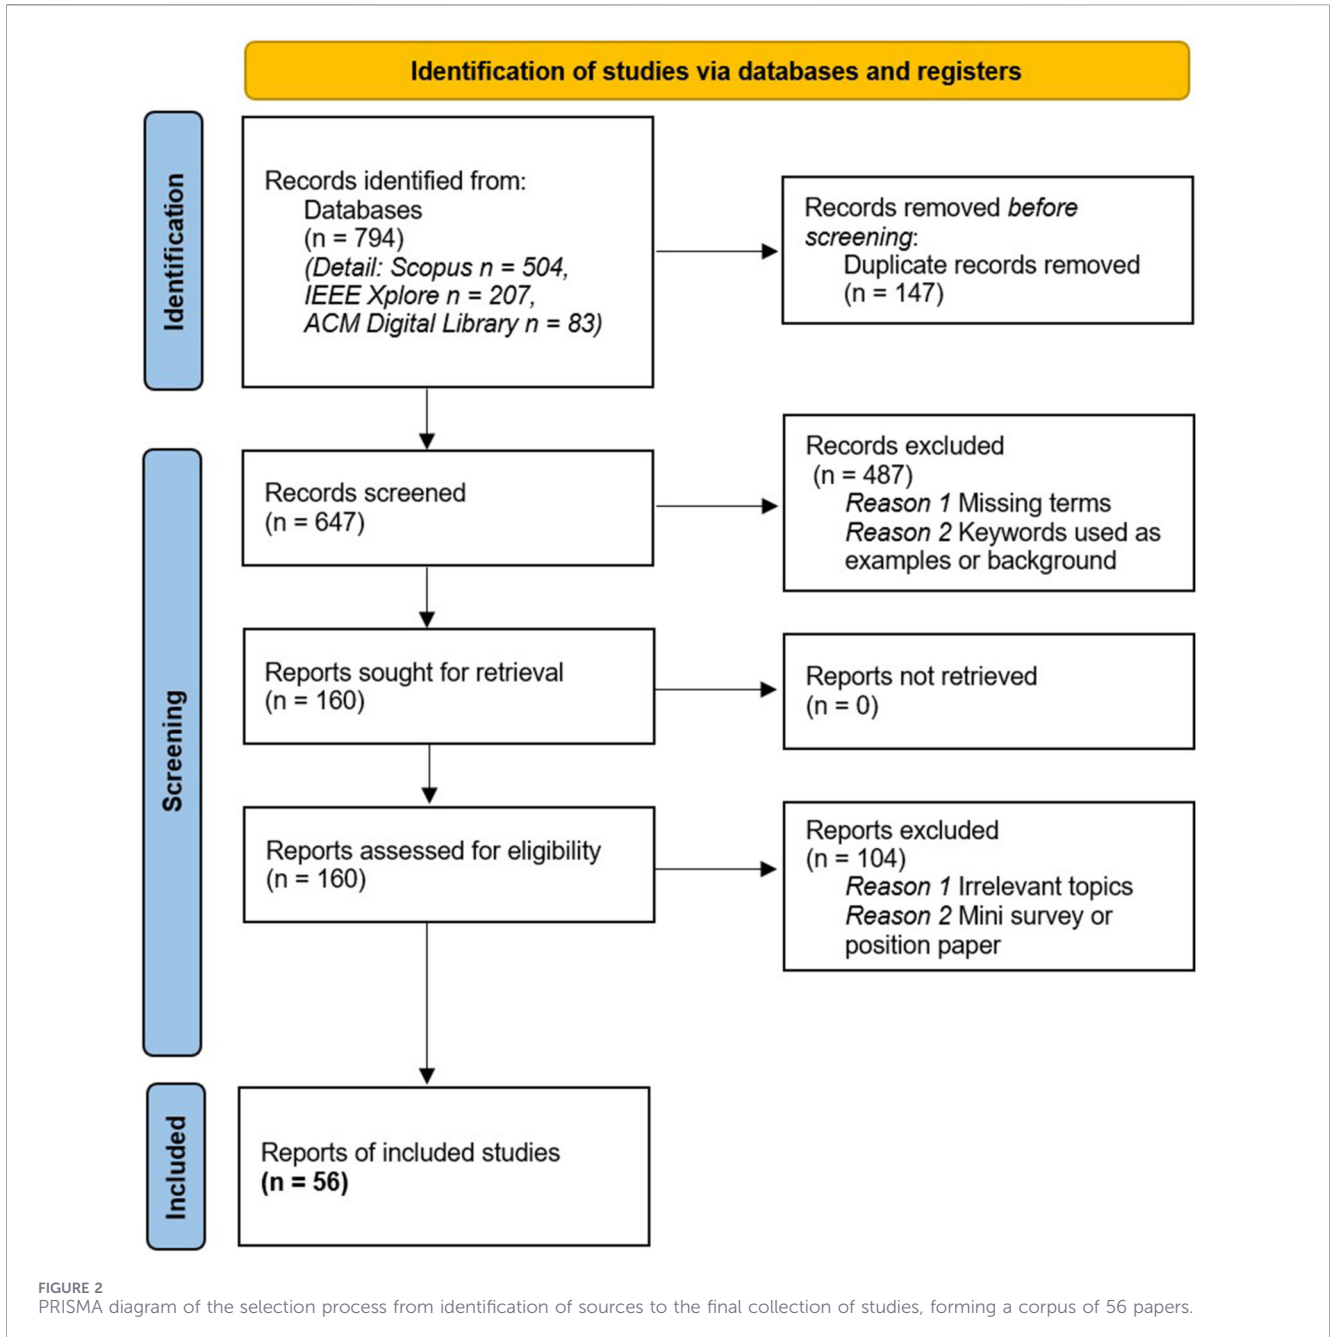 Identification of studies via databases and registers
Identification
Records identified from:
Databases
(n = 794)
(Detail: Scopus n = 504,
IEEE Xplore n = 207,
ACM Digital Library n = 83)
Records removed before
screening:
Duplicate records removed
(n = 147)
Screening
Records screened
(n = 647)
Records excluded
(n = 487)
Reason 1 Missing terms
Reason 2 Keywords used as
examples or background
Reports sought for retrieval
(n = 160)
Reports not retrieved
(n = 0)
Reports assessed for eligibility
(n = 160)
Reports excluded
(n = 104)
Reason 1 Irrelevant topics
Reason 2 Mini survey or
position paper
Included
Reports of included studies
(n = 56)
FIGURE 2
PRISMA diagram of the selection process from identification of sources to the final collection of studies, forming a corpus of 56 papers.